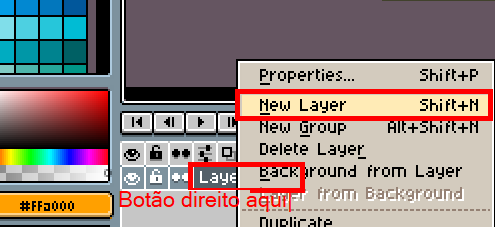 Properties... Shift+P
New Layer Shift+N
New Group Alt+Shift+N
Delete Layer
Background from Layer
Layer from Background
Duplicate
Laye
Botão direito aqui
#ffa000